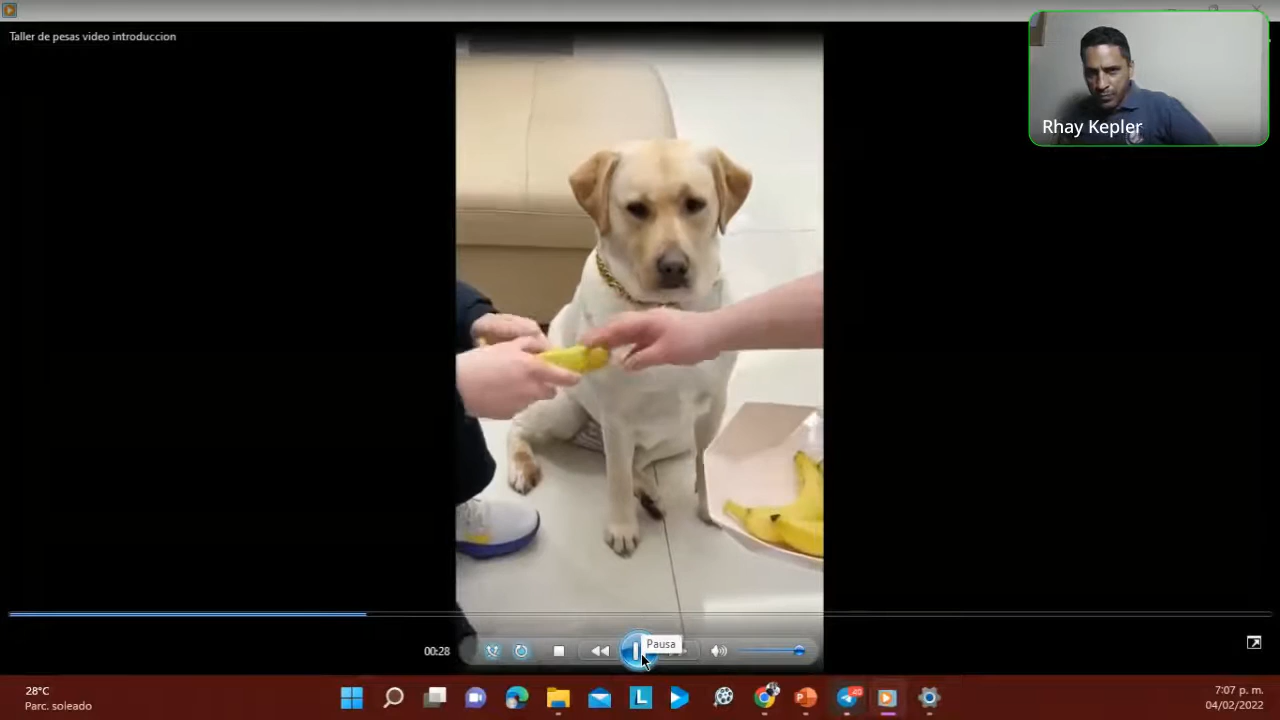 Taller de pesas video introduccion
Rhay Kepler
00:28
Pausa
28°C
Parc. soleado
7:07 p. m.
04/02/2022